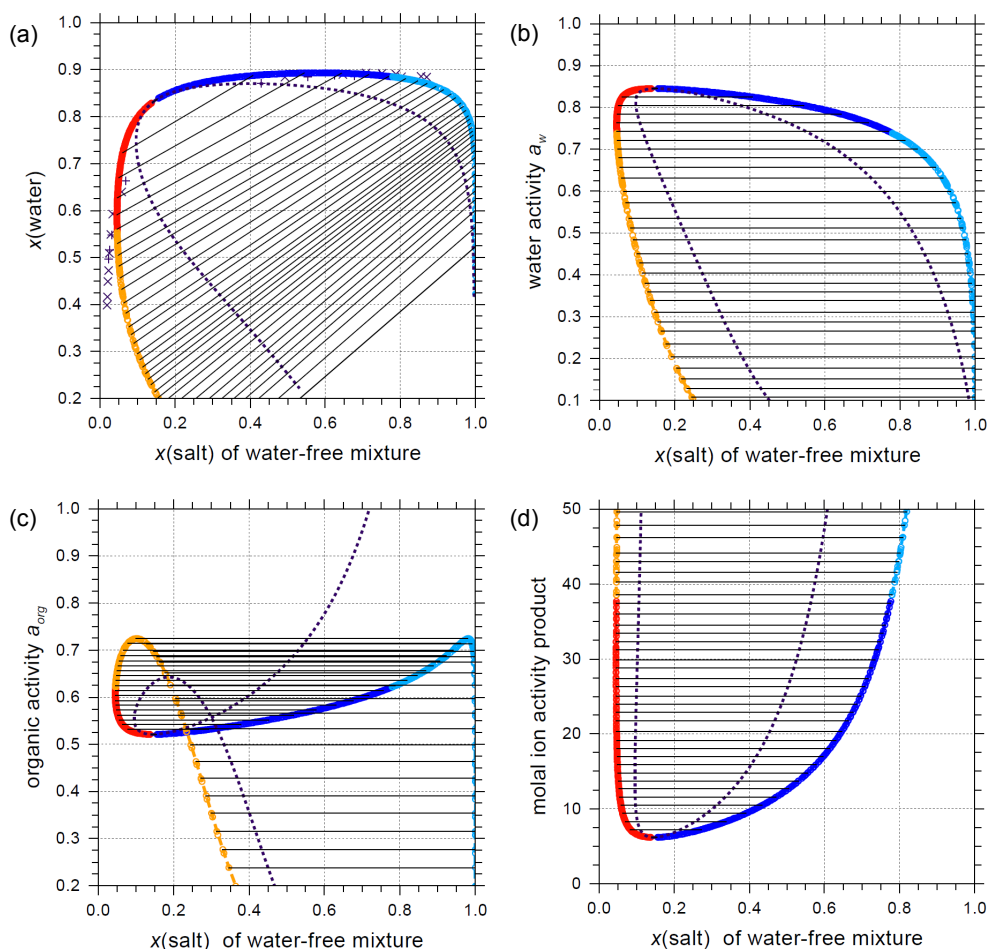 (a)
1.0
0.9
0.8
0.7
0.6
0.5
0.4
0.3
0.2
x(water)
0.0 0.2 0.4 0.6 0.8 1.0
x(salt) of water-free mixture
(b)
1.0
0.9
0.8
0.7
0.6
0.5
0.4
0.3
0.2
0.1
water activity aw
0.0 0.2 0.4 0.6 0.8 1.0
x(salt) of water-free mixture
(c)
1.0
0.9
0.8
0.7
0.6
0.5
0.4
0.3
0.2
organic activity aorg
0.0 0.2 0.4 0.6 0.8 1.0
x(salt) of water-free mixture
(d)
50
40
30
20
10
0
molal ion activity product
0.0 0.2 0.4 0.6 0.8 1.0
x(salt) of water-free mixture